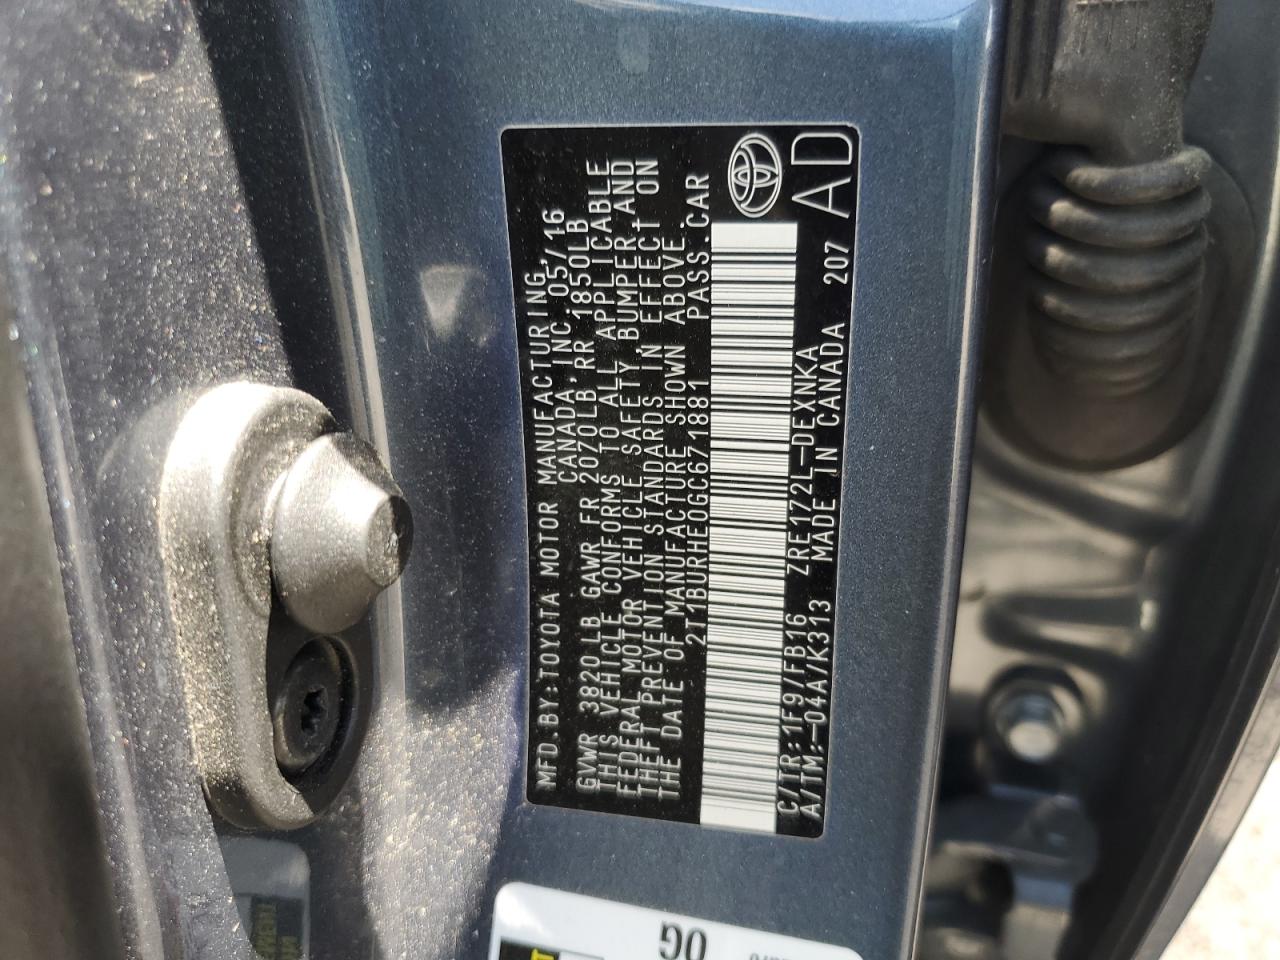 MFD.BY:TOYOTA MOTOR MANUFACTURING
CANADA,INC. 05/16
GVWR 3820LB GAWR FR 2070LB RR 1850LB
THIS VEHICLE CONFORMS TO ALL APPLICABLE
FEDERAL MOTOR VEHICLE SAFETY, BUMPER, AND
THEFT PREVENTION STANDARDS IN EFFECT ON
THE DATE OF MANUFACTURE SHOWN ABOVE.
2T1BURHE0GC671881 PASS.CAR
C/TR:1F9/FB16 ZRE172L-DEXNKA 207
A/TM:-04A/K313 MADE IN CANADA
AD
OG